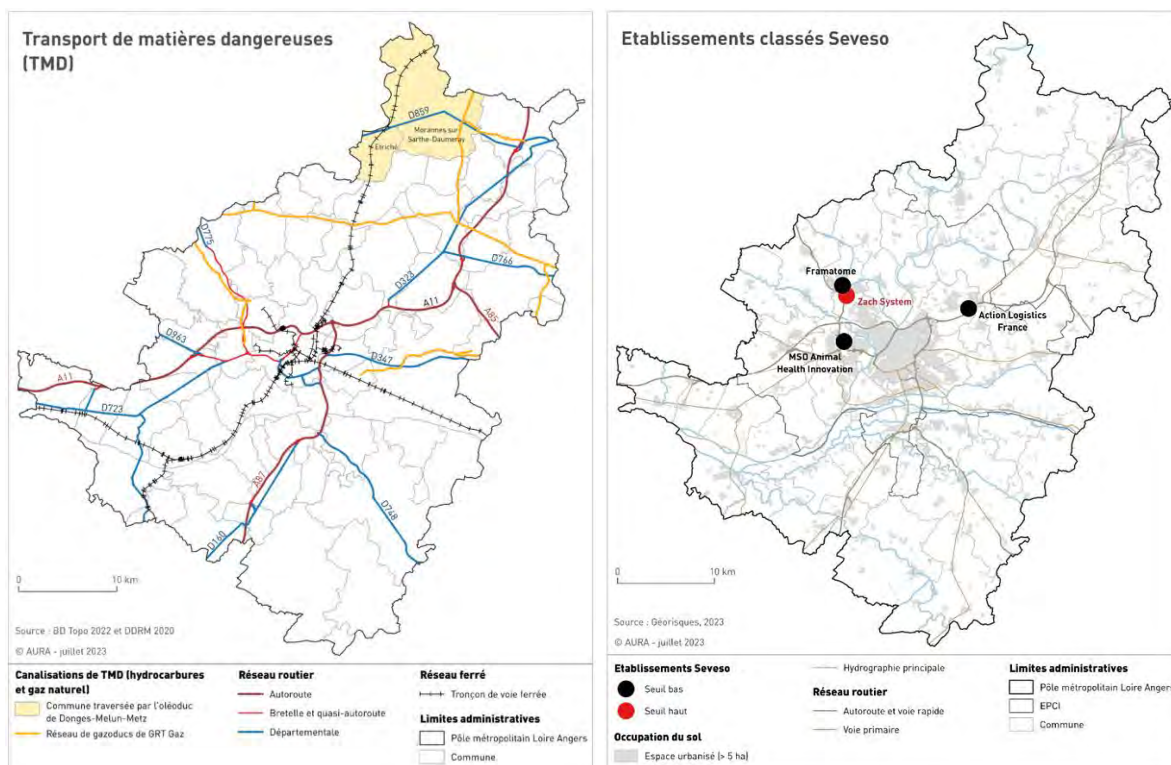 Transport de matières dangereuses
(TMD)
D859
Morannes sur
Sarthe-Daumeray
Etriché
D775
D323
D766
A11
A85
D963
D347
A11
D723
A87
D748
D160
0
10 km
Source : BD Topo 2022 et DDRM 2020
© AURA - juillet 2023
Canalisations de TMD (hydrocarbures
et gaz naturel)
Commune traversée par l'oléoduc
de Donges-Melun-Metz
Réseau de gazoducs de GRT Gaz
Réseau routier
Autoroute
Bretelle et quasi-autoroute
Départementale
Réseau ferré
Tronçon de voie ferrée
Limites administratives
Pôle métropolitain Loire Angers
Commune
Etablissements classés Seveso
Framatome
Zach System
Action Logistics
France
MSD Animal
Health Innovation
0
10 km
Source : Géorisques, 2023
© AURA - juillet 2023
Etablissements Seveso
Seuil bas
Seuil haut
Occupation du sol
Espace urbanisé (> 5 ha)
Hydrographie principale
Réseau routier
Autoroute et voie rapide
Voie primaire
Limites administratives
Pôle métropolitain Loire Angers
EPCI
Commune